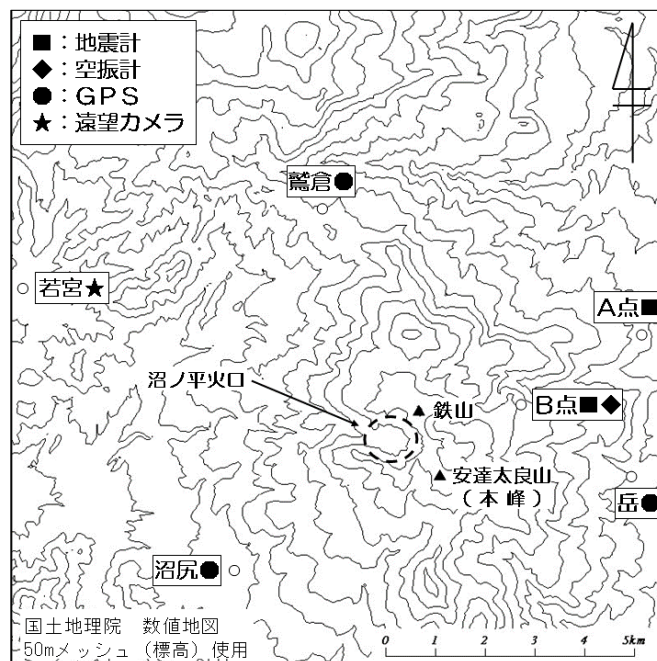 ■：地震計
◆：空振計
●：GPS
★：遠望カメラ
鷲倉●
若宮★
A点■
沼ノ平火口
鉄山
B点■◆
安達太良山
（本 峰）
岳●
沼尻●
国土地理院　数値地図
50mメッシュ（標高）使用
0 1 2 3 4 5km